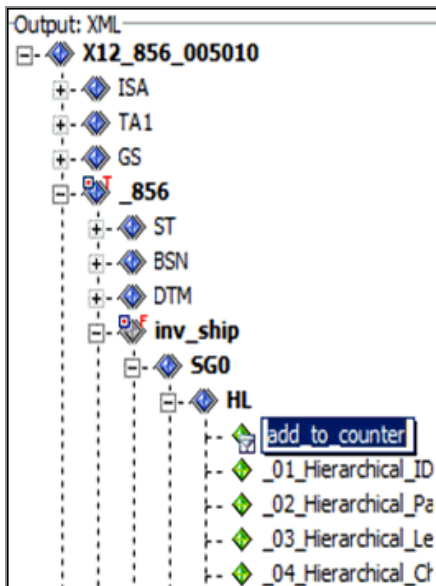 Output: XML
X12_856_005010
ISA
TA1
GS
_856
ST
BSN
DTM
inv_ship
SG0
HL
add_to_counter
_01_Hierarchical_ID
_02_Hierarchical_Pa
_03_Hierarchical_Le
_04_Hierarchical_Ch